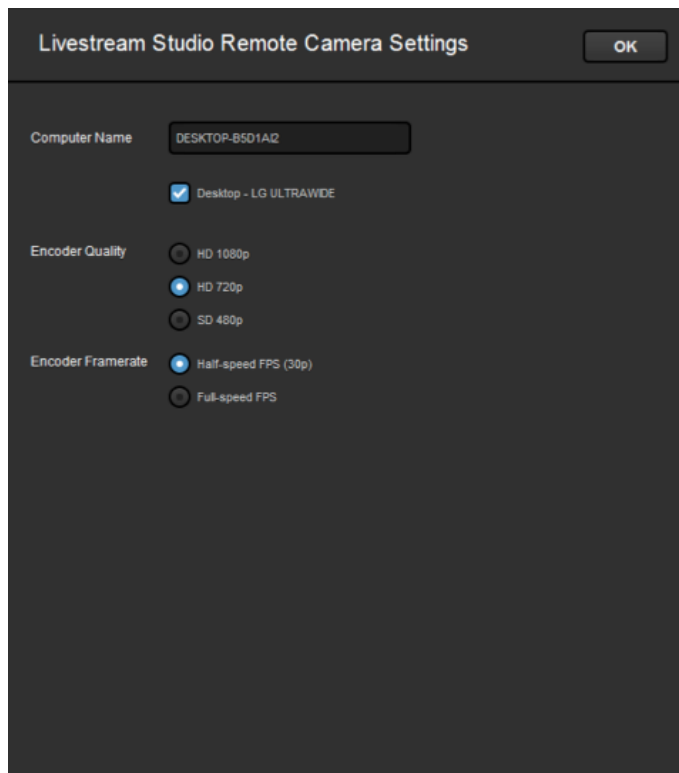 Livestream Studio Remote Camera Settings
OK
Computer Name
DESKTOP-B5D1AI2
Desktop - LG ULTRAWIDE
Encoder Quality
HD 1080p
HD 720p
SD 480p
Encoder Framerate
Half-speed FPS (30p)
Full-speed FPS